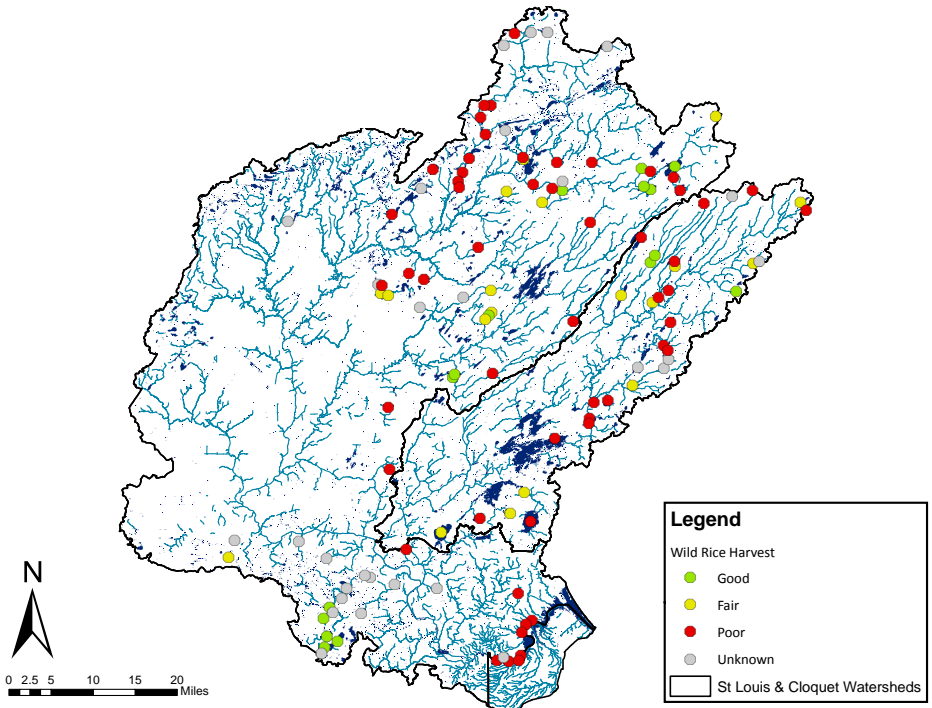 Legend
Wild Rice Harvest
Good
Fair
Poor
Unknown
St Louis & Cloquet Watersheds
N
0 2.5 5 10 15 20
Miles